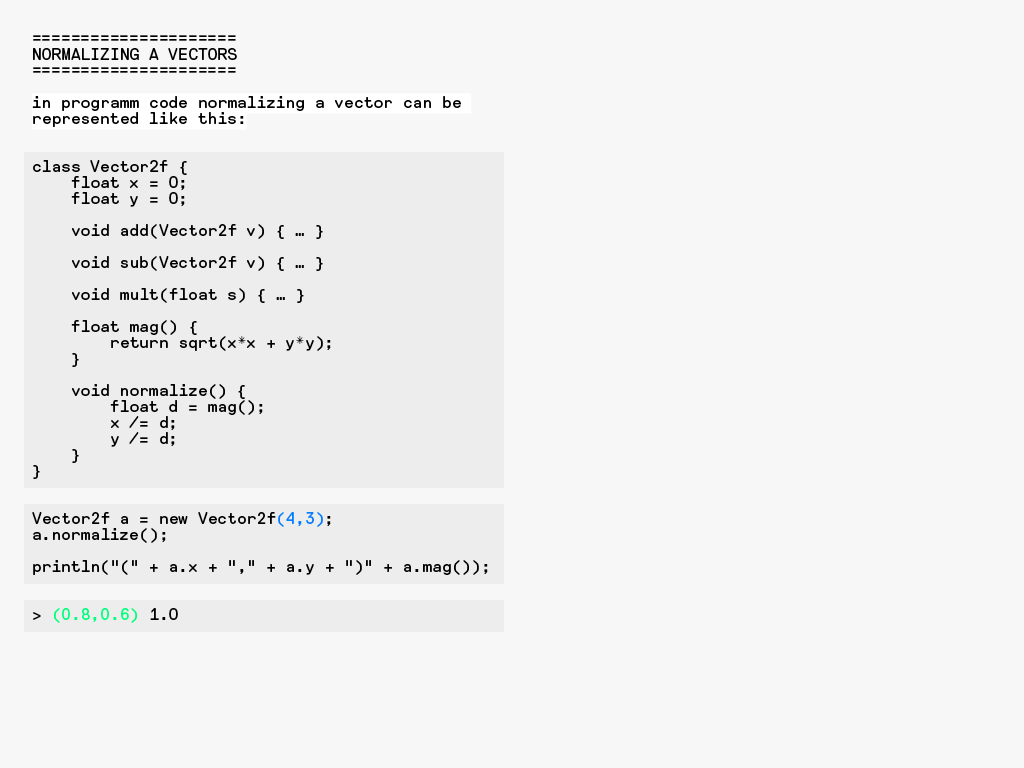 =====================
NORMALIZING A VECTORS
=====================
in programm code normalizing a vector can be
represented like this:
class Vector2f {
    float x = 0;
    float y = 0;
    void add(Vector2f v) { … }
    void sub(Vector2f v) { … }
    void mult(float s) { … }
    float mag() {
        return sqrt(x*x + y*y);
    }
    void normalize() {
        float d = mag();
        x /= d;
        y /= d;
    }
}
Vector2f a = new Vector2f(4,3);
a.normalize();
println("(" + a.x + "," + a.y + ")" + a.mag());
> (0.8,0.6) 1.0